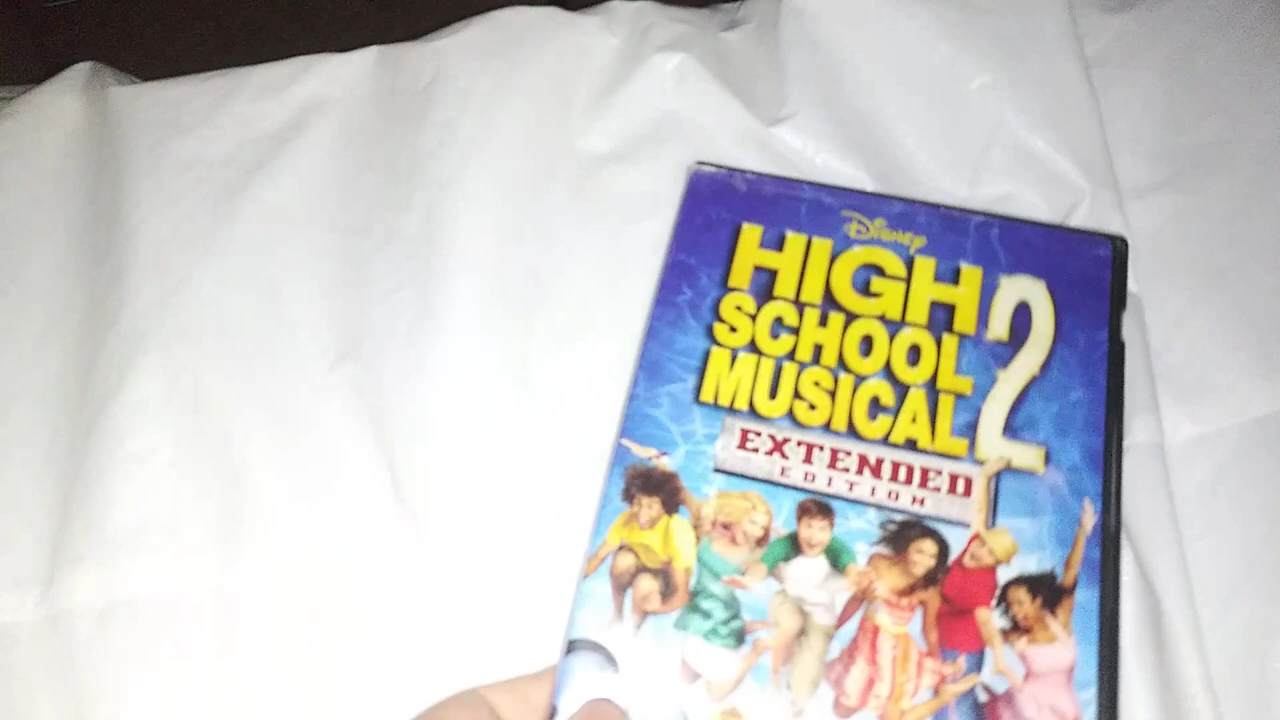 Disney
HIGH
SCHOOL
MUSICAL 2
EXTENDED
EDITION